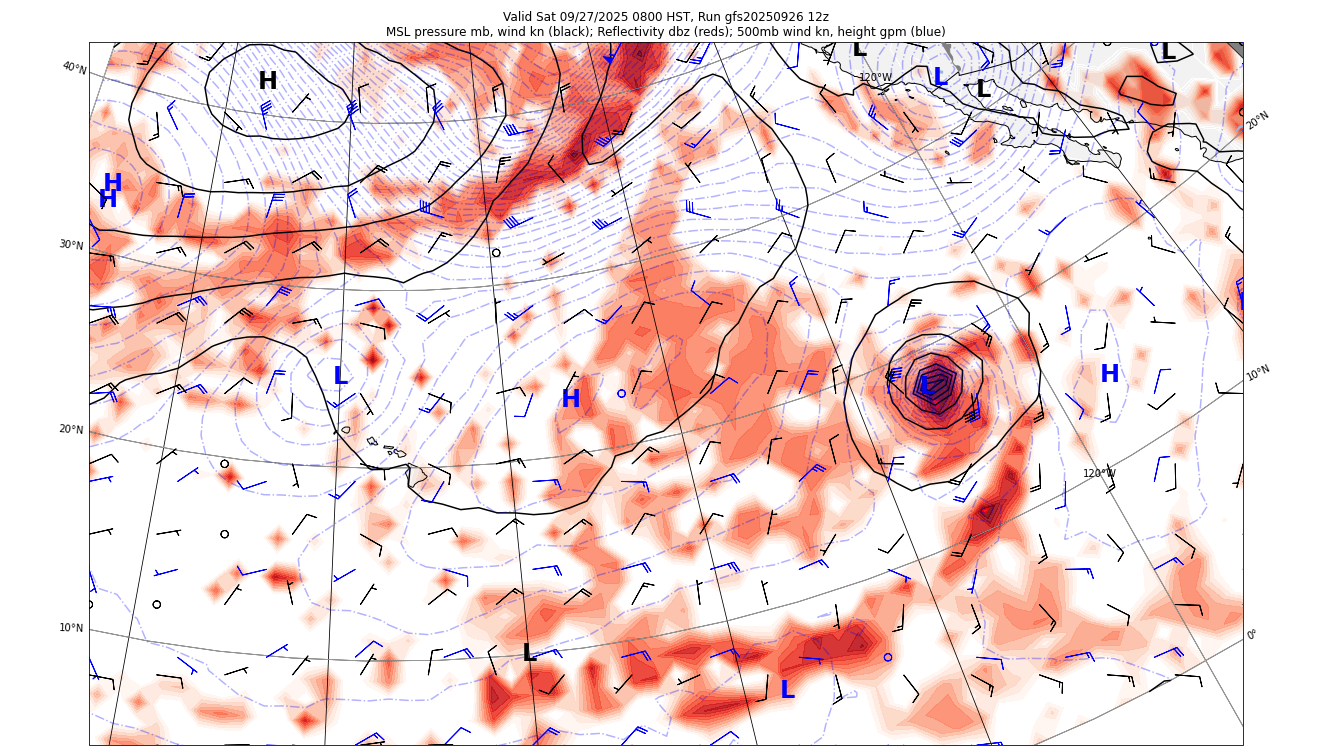 Valid Sat 09/27/2025 0800 HST, Run gfs20250926 12z
MSL pressure mb, wind kn (black); Reflectivity dbz (reds); 500mb wind kn, height gpm (blue)
L
L
40°N
H
120°W
L
L
20°N
H
H
30°N
L
L
H
10°N
H
20°N
120°W
10°N
0°
L
L